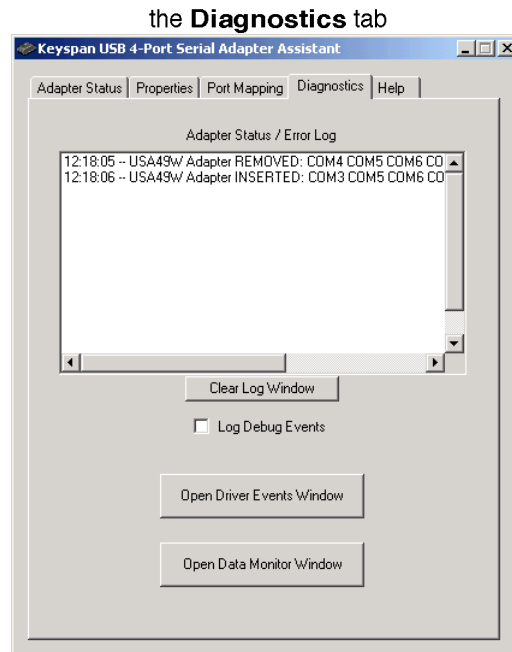 the Diagnostics tab
Keyspan USB 4-Port Serial Adapter Assistant
Adapter Status Properties Port Mapping Diagnostics Help
Adapter Status / Error Log
12:18:05 -- USA49W Adapter REMOVED: COM4 COM5 COM6 CO
12:18:06 -- USA49W Adapter INSERTED: COM3 COM5 COM6 CO
Clear Log Window
Log Debug Events
Open Driver Events Window
Open Data Monitor Window